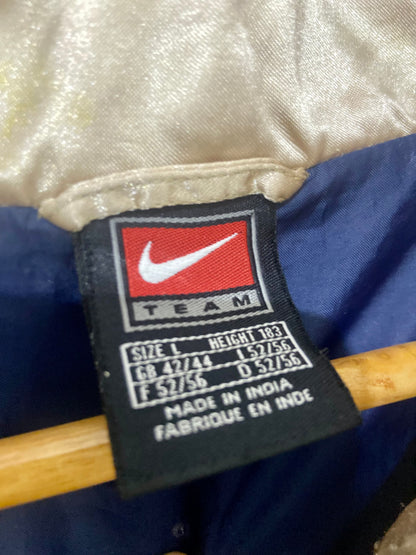 TEAM
SIZE L HEIGHT 183
GB 42/44 I 52/56
F 52/56 D 52/56
MADE IN INDIA
FABRIQUE EN INDE